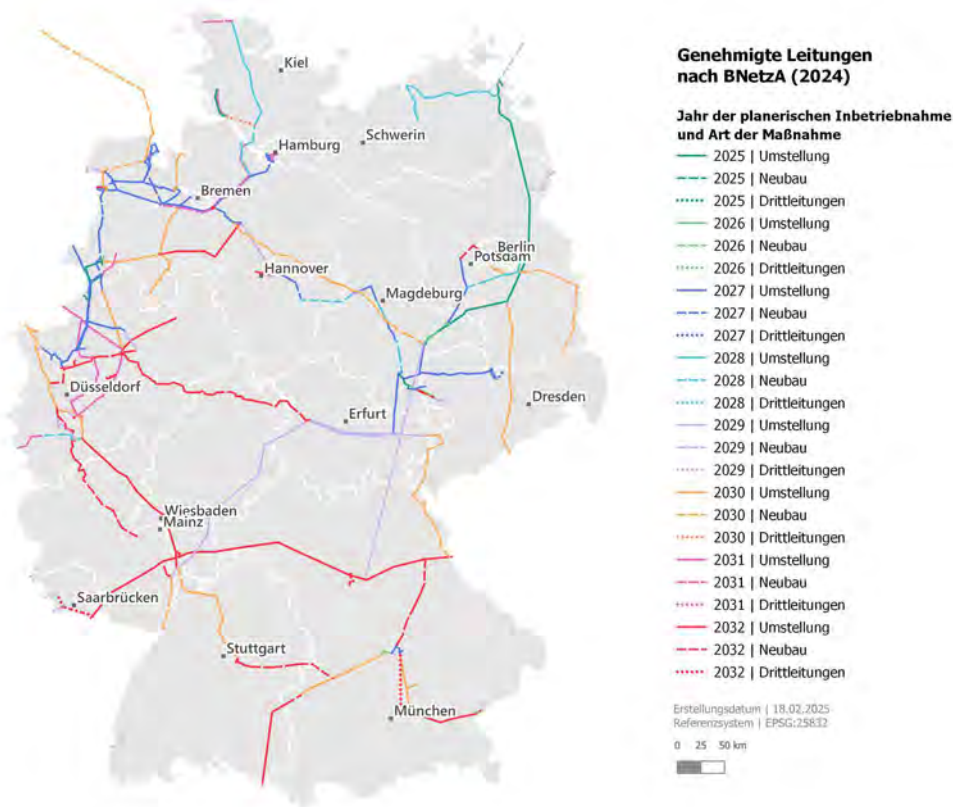 Kiel
Schwerin
Hamburg
Bremen
Berlin
Potsdam
Hannover
Magdeburg
Düsseldorf
Erfurt
Dresden
Wiesbaden
Mainz
Saarbrücken
Stuttgart
München
Genehmigte Leitungen
nach BNetzA (2024)
Jahr der planerischen Inbetriebnahme
und Art der Maßnahme
2025 | Umstellung
2025 | Neubau
2025 | Drittleitungen
2026 | Umstellung
2026 | Neubau
2026 | Drittleitungen
2027 | Umstellung
2027 | Neubau
2027 | Drittleitungen
2028 | Umstellung
2028 | Neubau
2028 | Drittleitungen
2029 | Umstellung
2029 | Neubau
2029 | Drittleitungen
2030 | Umstellung
2030 | Neubau
2030 | Drittleitungen
2031 | Umstellung
2031 | Neubau
2031 | Drittleitungen
2032 | Umstellung
2032 | Neubau
2032 | Drittleitungen
Erstellungsdatum | 18.02.2025
Referenzsystem | EPSG:25832
0 25 50 km